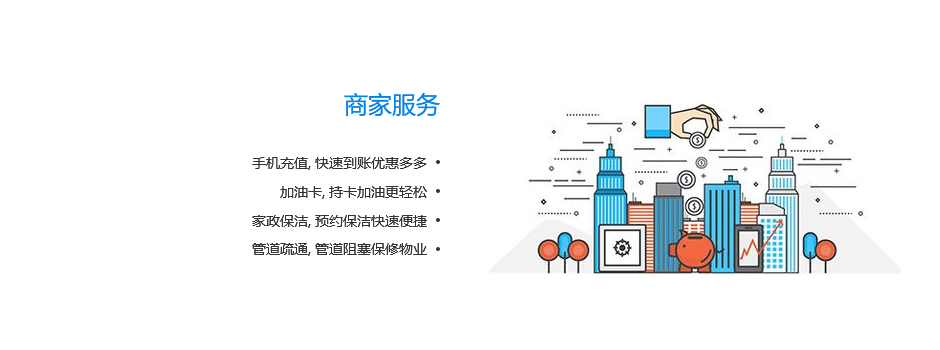 商家服务
手机充值, 快速到账优惠多多 •
加油卡, 持卡加油更轻松 •
家政保洁, 预约保洁快速便捷 •
管道疏通, 管道阻塞保修物业 •